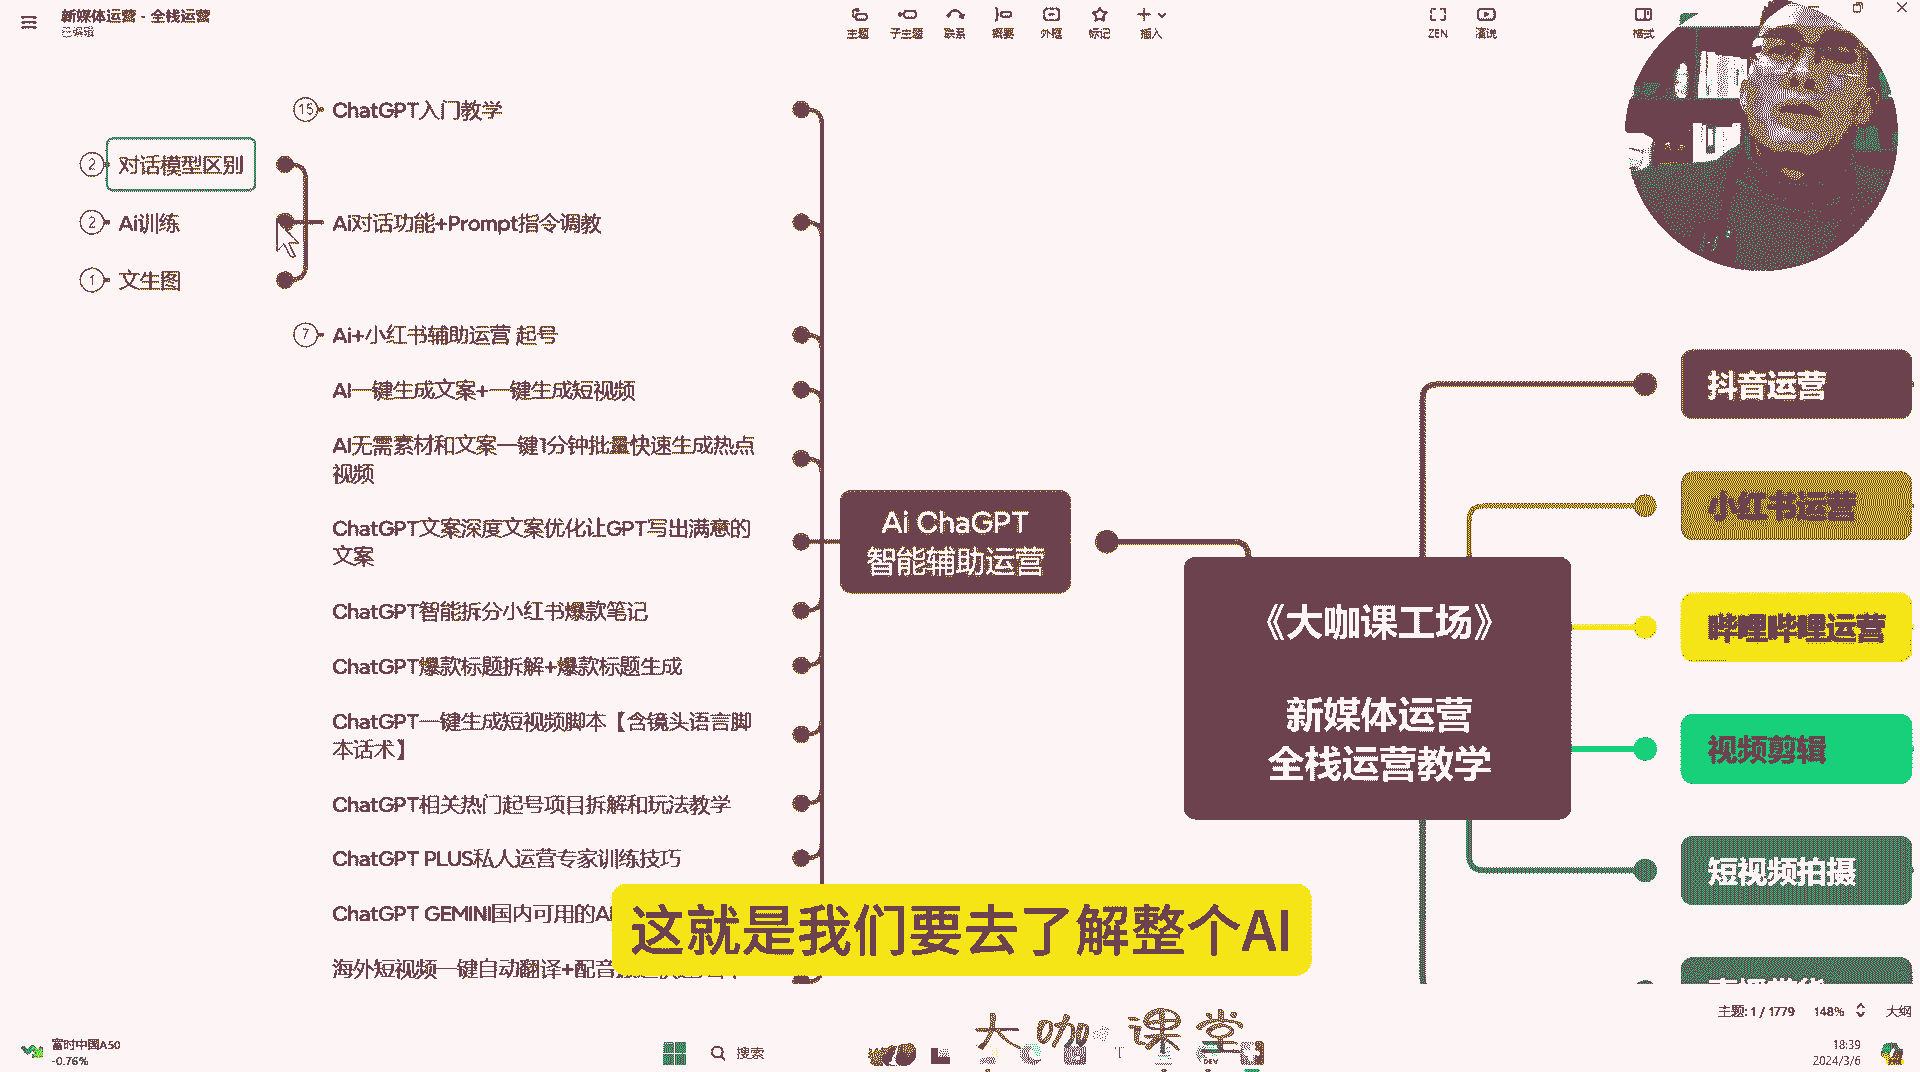 新媒体运营 - 全栈运营
已编辑
主题
子主题
联系
概要
外框
标记
插入
ZEN
演说
格式
15
ChatGPT入门教学
2
对话模型区别
2
Ai训练
1
文生图
Ai对话功能+Prompt指令调教
7
Ai+小红书辅助运营 起号
AI一键生成文案+一键生成短视频
AI无需素材和文案一键1分钟批量快速生成热点
视频
ChatGPT文案深度文案优化让GPT写出满意的
文案
ChatGPT智能拆分小红书爆款笔记
ChatGPT爆款标题拆解+爆款标题生成
ChatGPT一键生成短视频脚本【含镜头语言脚
本话术】
ChatGPT相关热门起号项目拆解和玩法教学
ChatGPT PLUS私人运营专家训练技巧
ChatGPT GEMINI国内可用的Ai
海外短视频一键自动翻译+配音
Ai ChaGPT
智能辅助运营
《大咖课工场》
新媒体运营
全栈运营教学
抖音运营
小红书运营
哔哩哔哩运营
视频剪辑
短视频拍摄
这就是我们要去了解整个AI
主题: 1 / 1779
148%
大纲
大咖课堂
富时中国A50
-0.76%
搜索
18:39
2024/3/6